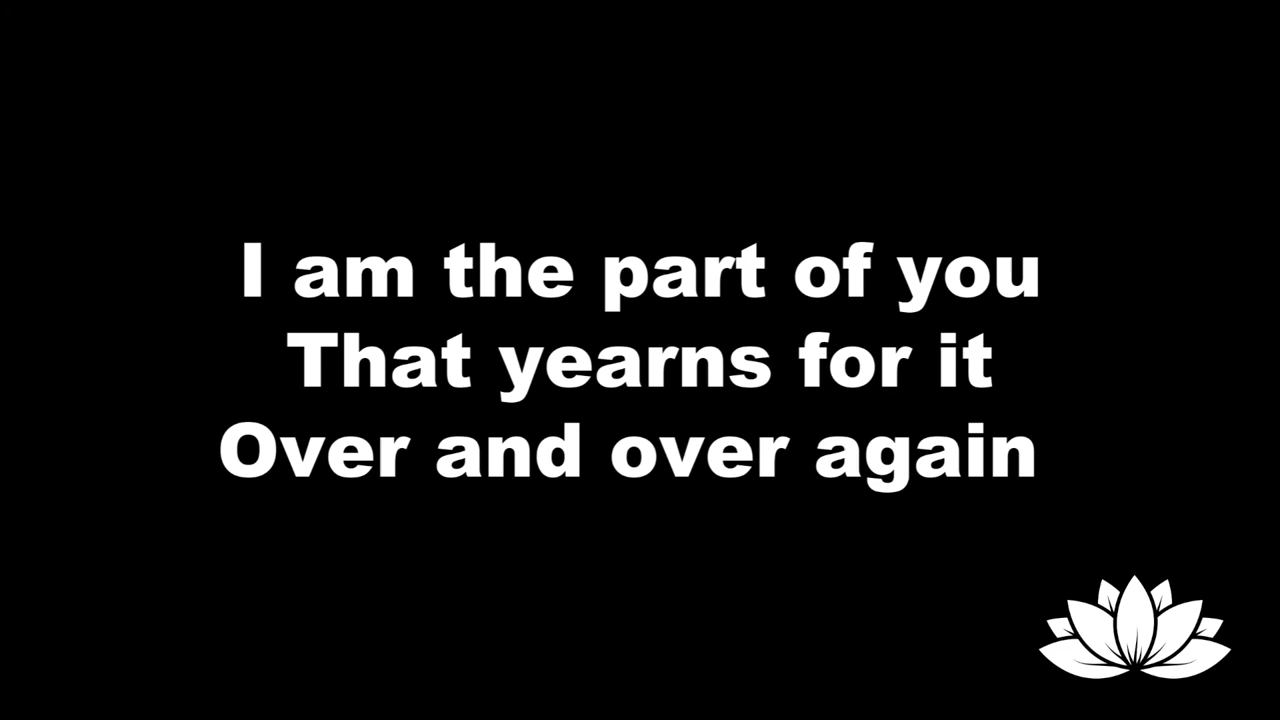 I am the part of you
That yearns for it
Over and over again